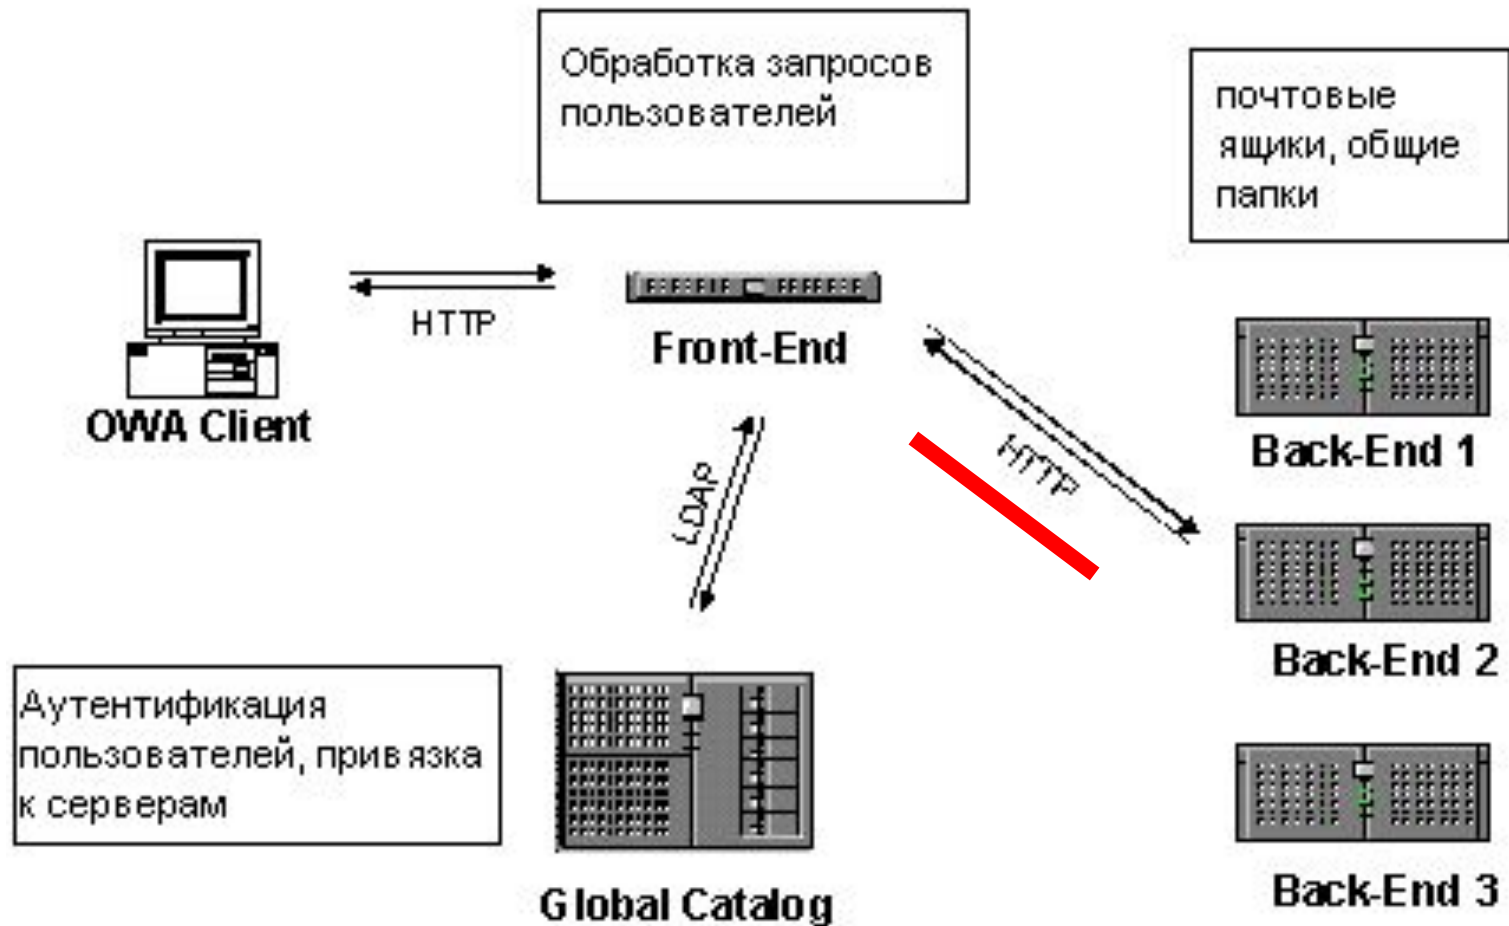 Обработка запросов
пользователей
почтовые
ящики, общие
папки
HTTP
Front-End
OWA Client
HTTP
Back-End 1
LDAP
Back-End 2
Аутентификация
пользователей, привязка
к серверам
Global Catalog
Back-End 3